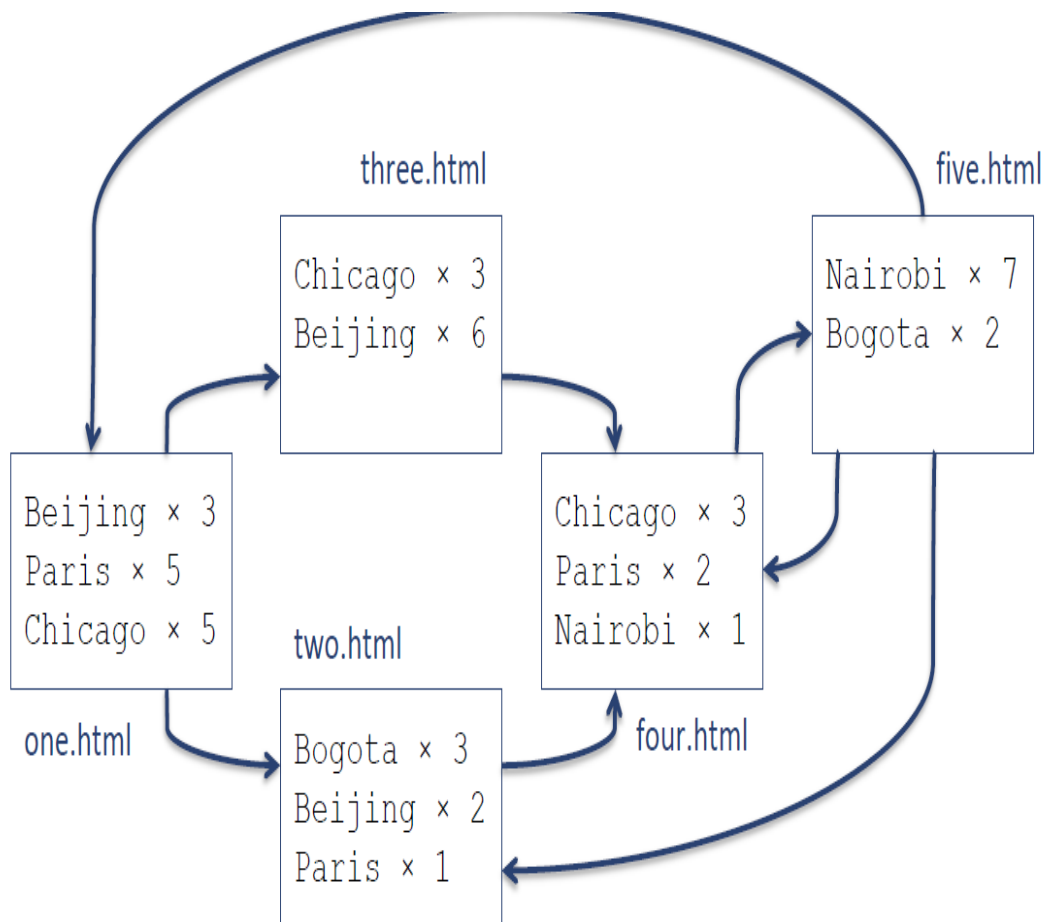 three.html
five.html
Chicago × 3
Beijing × 6
Nairobi × 7
Bogota × 2
Beijing × 3
Paris × 5
Chicago × 5
one.html
Chicago × 3
Paris × 2
Nairobi × 1
four.html
two.html
Bogota × 3
Beijing × 2
Paris × 1